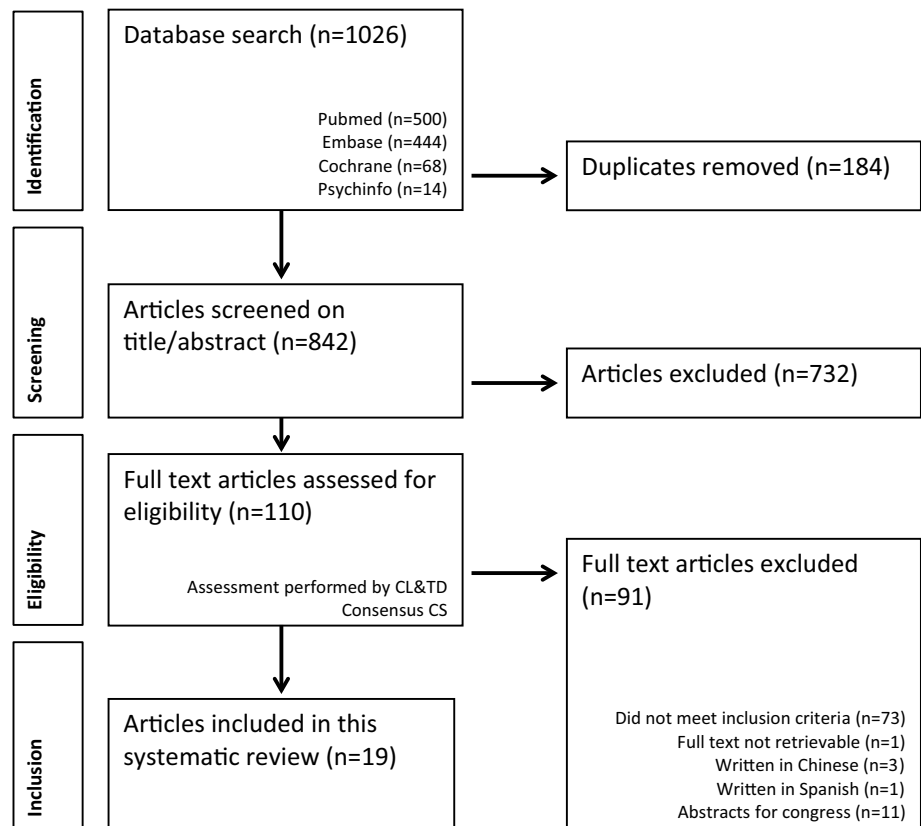 Identification
Database search (n=1026)
Pubmed (n=500)
Embase (n=444)
Cochrane (n=68)
Psychinfo (n=14)
Duplicates removed (n=184)
Screening
Articles screened on
title/abstract (n=842)
Articles excluded (n=732)
Eligibility
Full text articles assessed for
eligibility (n=110)
Assessment performed by CL&TD
Consensus CS
Full text articles excluded
(n=91)
Did not meet inclusion criteria (n=73)
Full text not retrievable (n=1)
Written in Chinese (n=3)
Written in Spanish (n=1)
Abstracts for congress (n=11)
Inclusion
Articles included in this
systematic review (n=19)